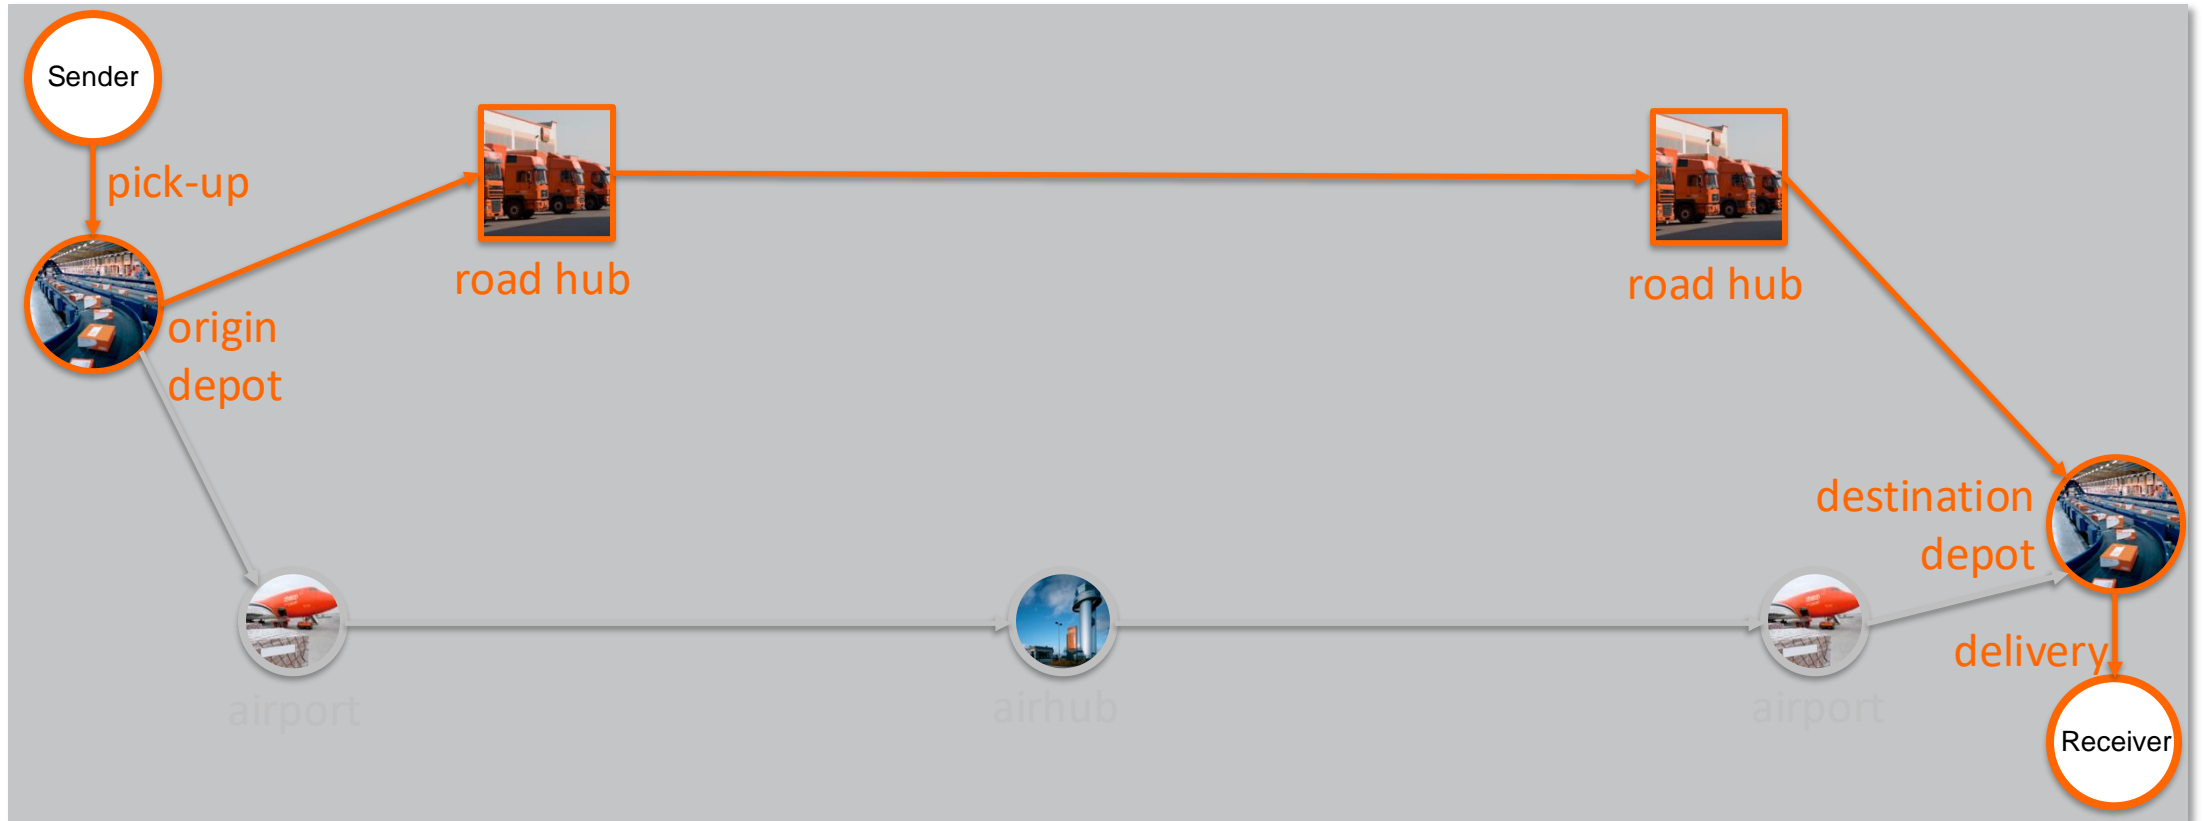 Sender
pick-up
origin
depot
road hub
road hub
destination
depot
airport
airhub
airport
delivery
Receiver